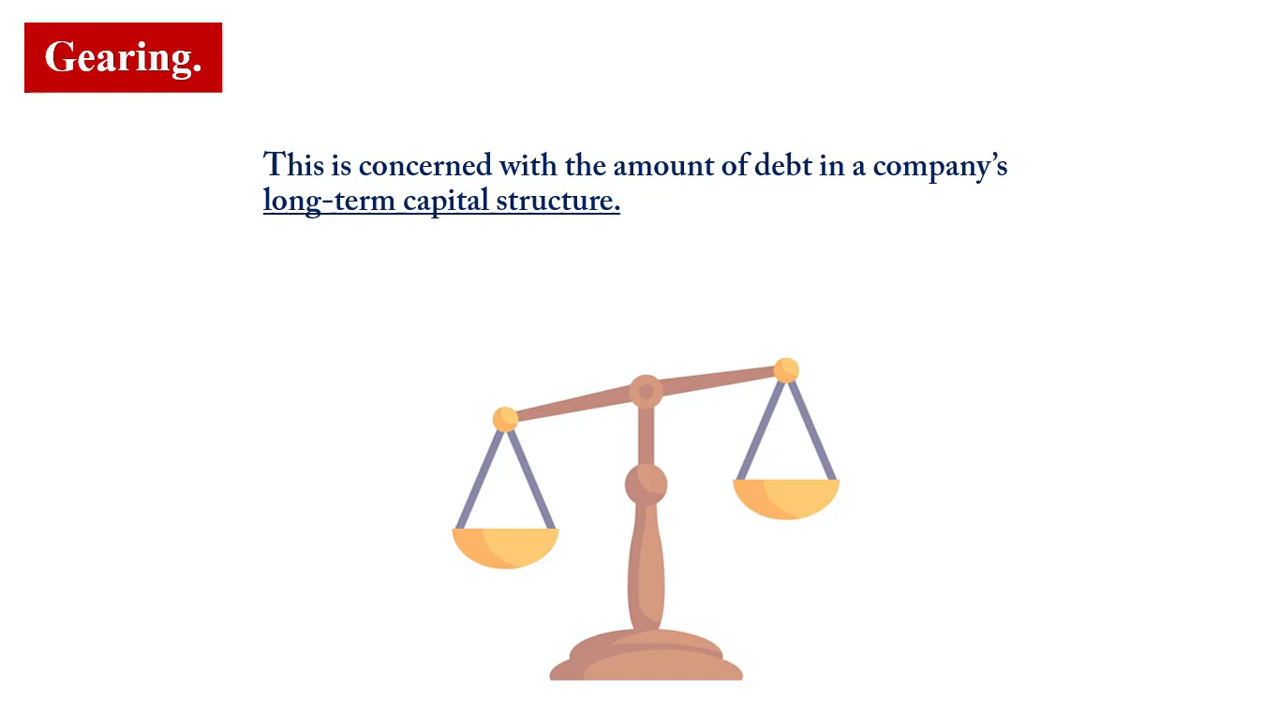 Gearing.
This is concerned with the amount of debt in a company’s
long-term capital structure.